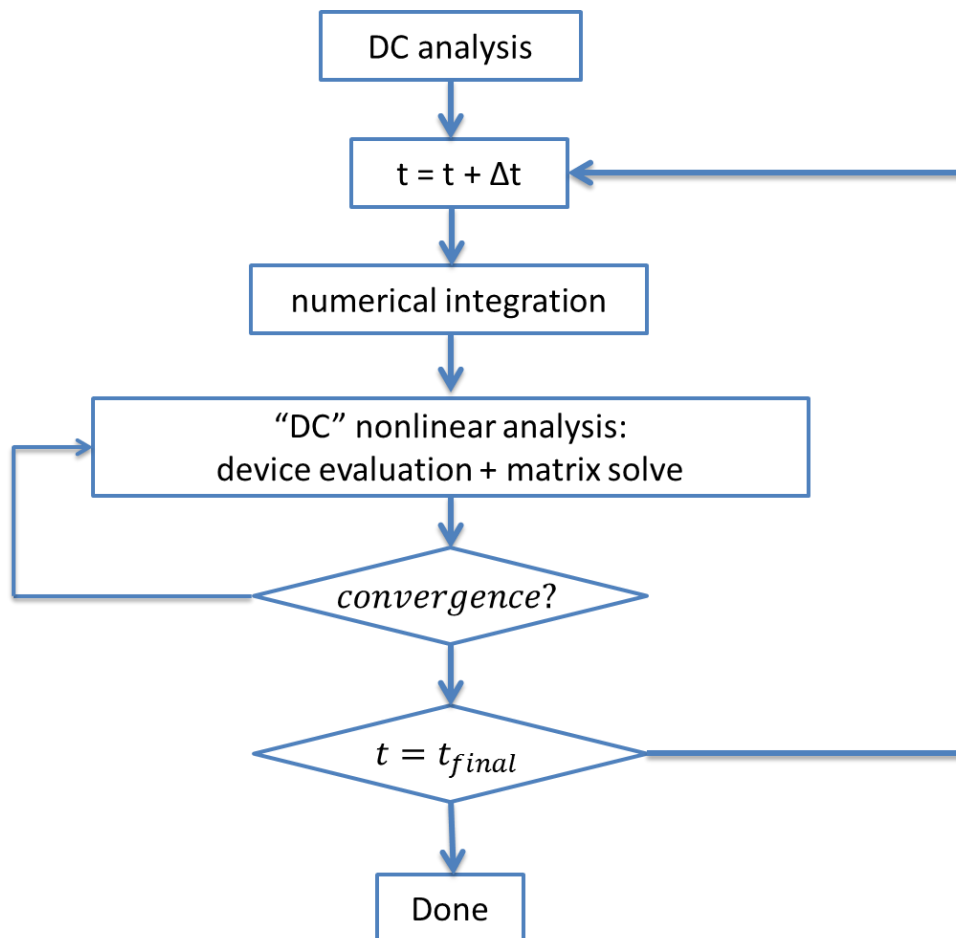 DC analysis
t = t + Δt
numerical integration
“DC” nonlinear analysis:
device evaluation + matrix solve
convergence?
t = t_final
Done